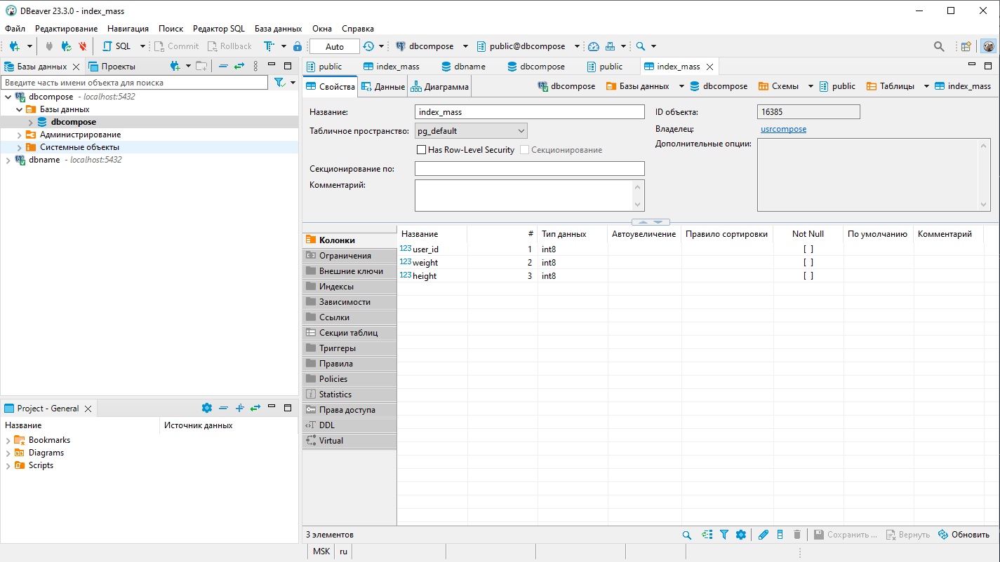 DBeaver 23.3.0 - index_mass
Файл Редактирование Навигация Поиск Редактор SQL База данных Окна Справка
SQL Commit Rollback Auto dbcompose public@dbcompose
Базы данных Проекты
public index_mass dbname dbcompose public index_mass
Введите часть имени объекта для поиска
Свойства Данные Диаграмма dbcompose Базы данных dbcompose Схемы public Таблицы index_mass
dbcompose - localhost:5432
Базы данных
dbcompose
Администрирование
Системные объекты
dbname - localhost:5432
Название: index_mass
ID объекта: 16385
Табличное пространство: pg_default
Владелец: usrcompose
Has Row-Level Security Секционирование
Дополнительные опции:
Секционирование по:
Комментарий:
Колонки
Ограничения
Внешние ключи
Индексы
Зависимости
Ссылки
Секции таблиц
Триггеры
Правила
Policies
Statistics
Права доступа
DDL
Virtual
Название # Тип данных Автоувеличение Правило сортировки Not Null По умолчанию Комментарий
123 user_id 1 int8 [ ]
123 weight 2 int8 [ ]
123 height 3 int8 [ ]
Project - General
Название Источник данных
Bookmarks
Diagrams
Scripts
3 элементов Сохранить ... Вернуть Обновить
MSK ru